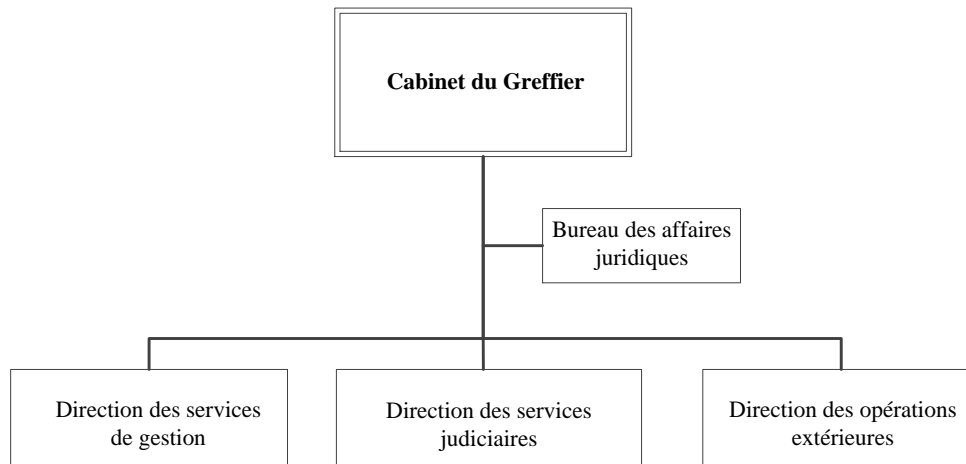 Cabinet du Greffier
Bureau des affaires
juridiques
Direction des services
de gestion
Direction des services
judiciaires
Direction des opérations
extérieures